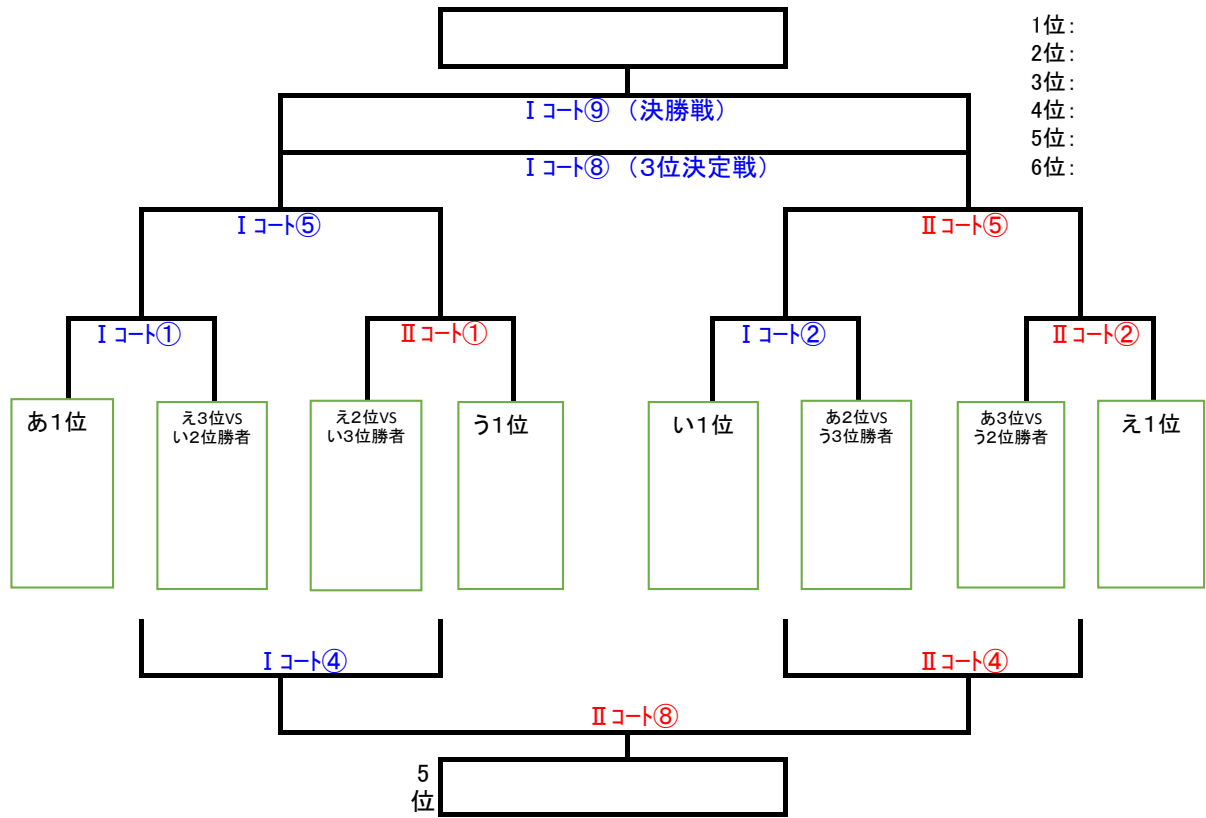 1位:
2位:
3位:
4位:
5位:
6位:
Ⅰコート⑨ (決勝戦)
Ⅰコート⑧ (3位決定戦)
Ⅰコート⑤
Ⅱコート⑤
Ⅰコート①
Ⅱコート①
Ⅰコート②
Ⅱコート②
あ1位
え3位VS
い2位勝者
え2位VS
い3位勝者
う1位
い1位
あ2位VS
う3位勝者
あ3位VS
う2位勝者
え1位
Ⅰコート④
Ⅱコート④
Ⅱコート⑧
5
位